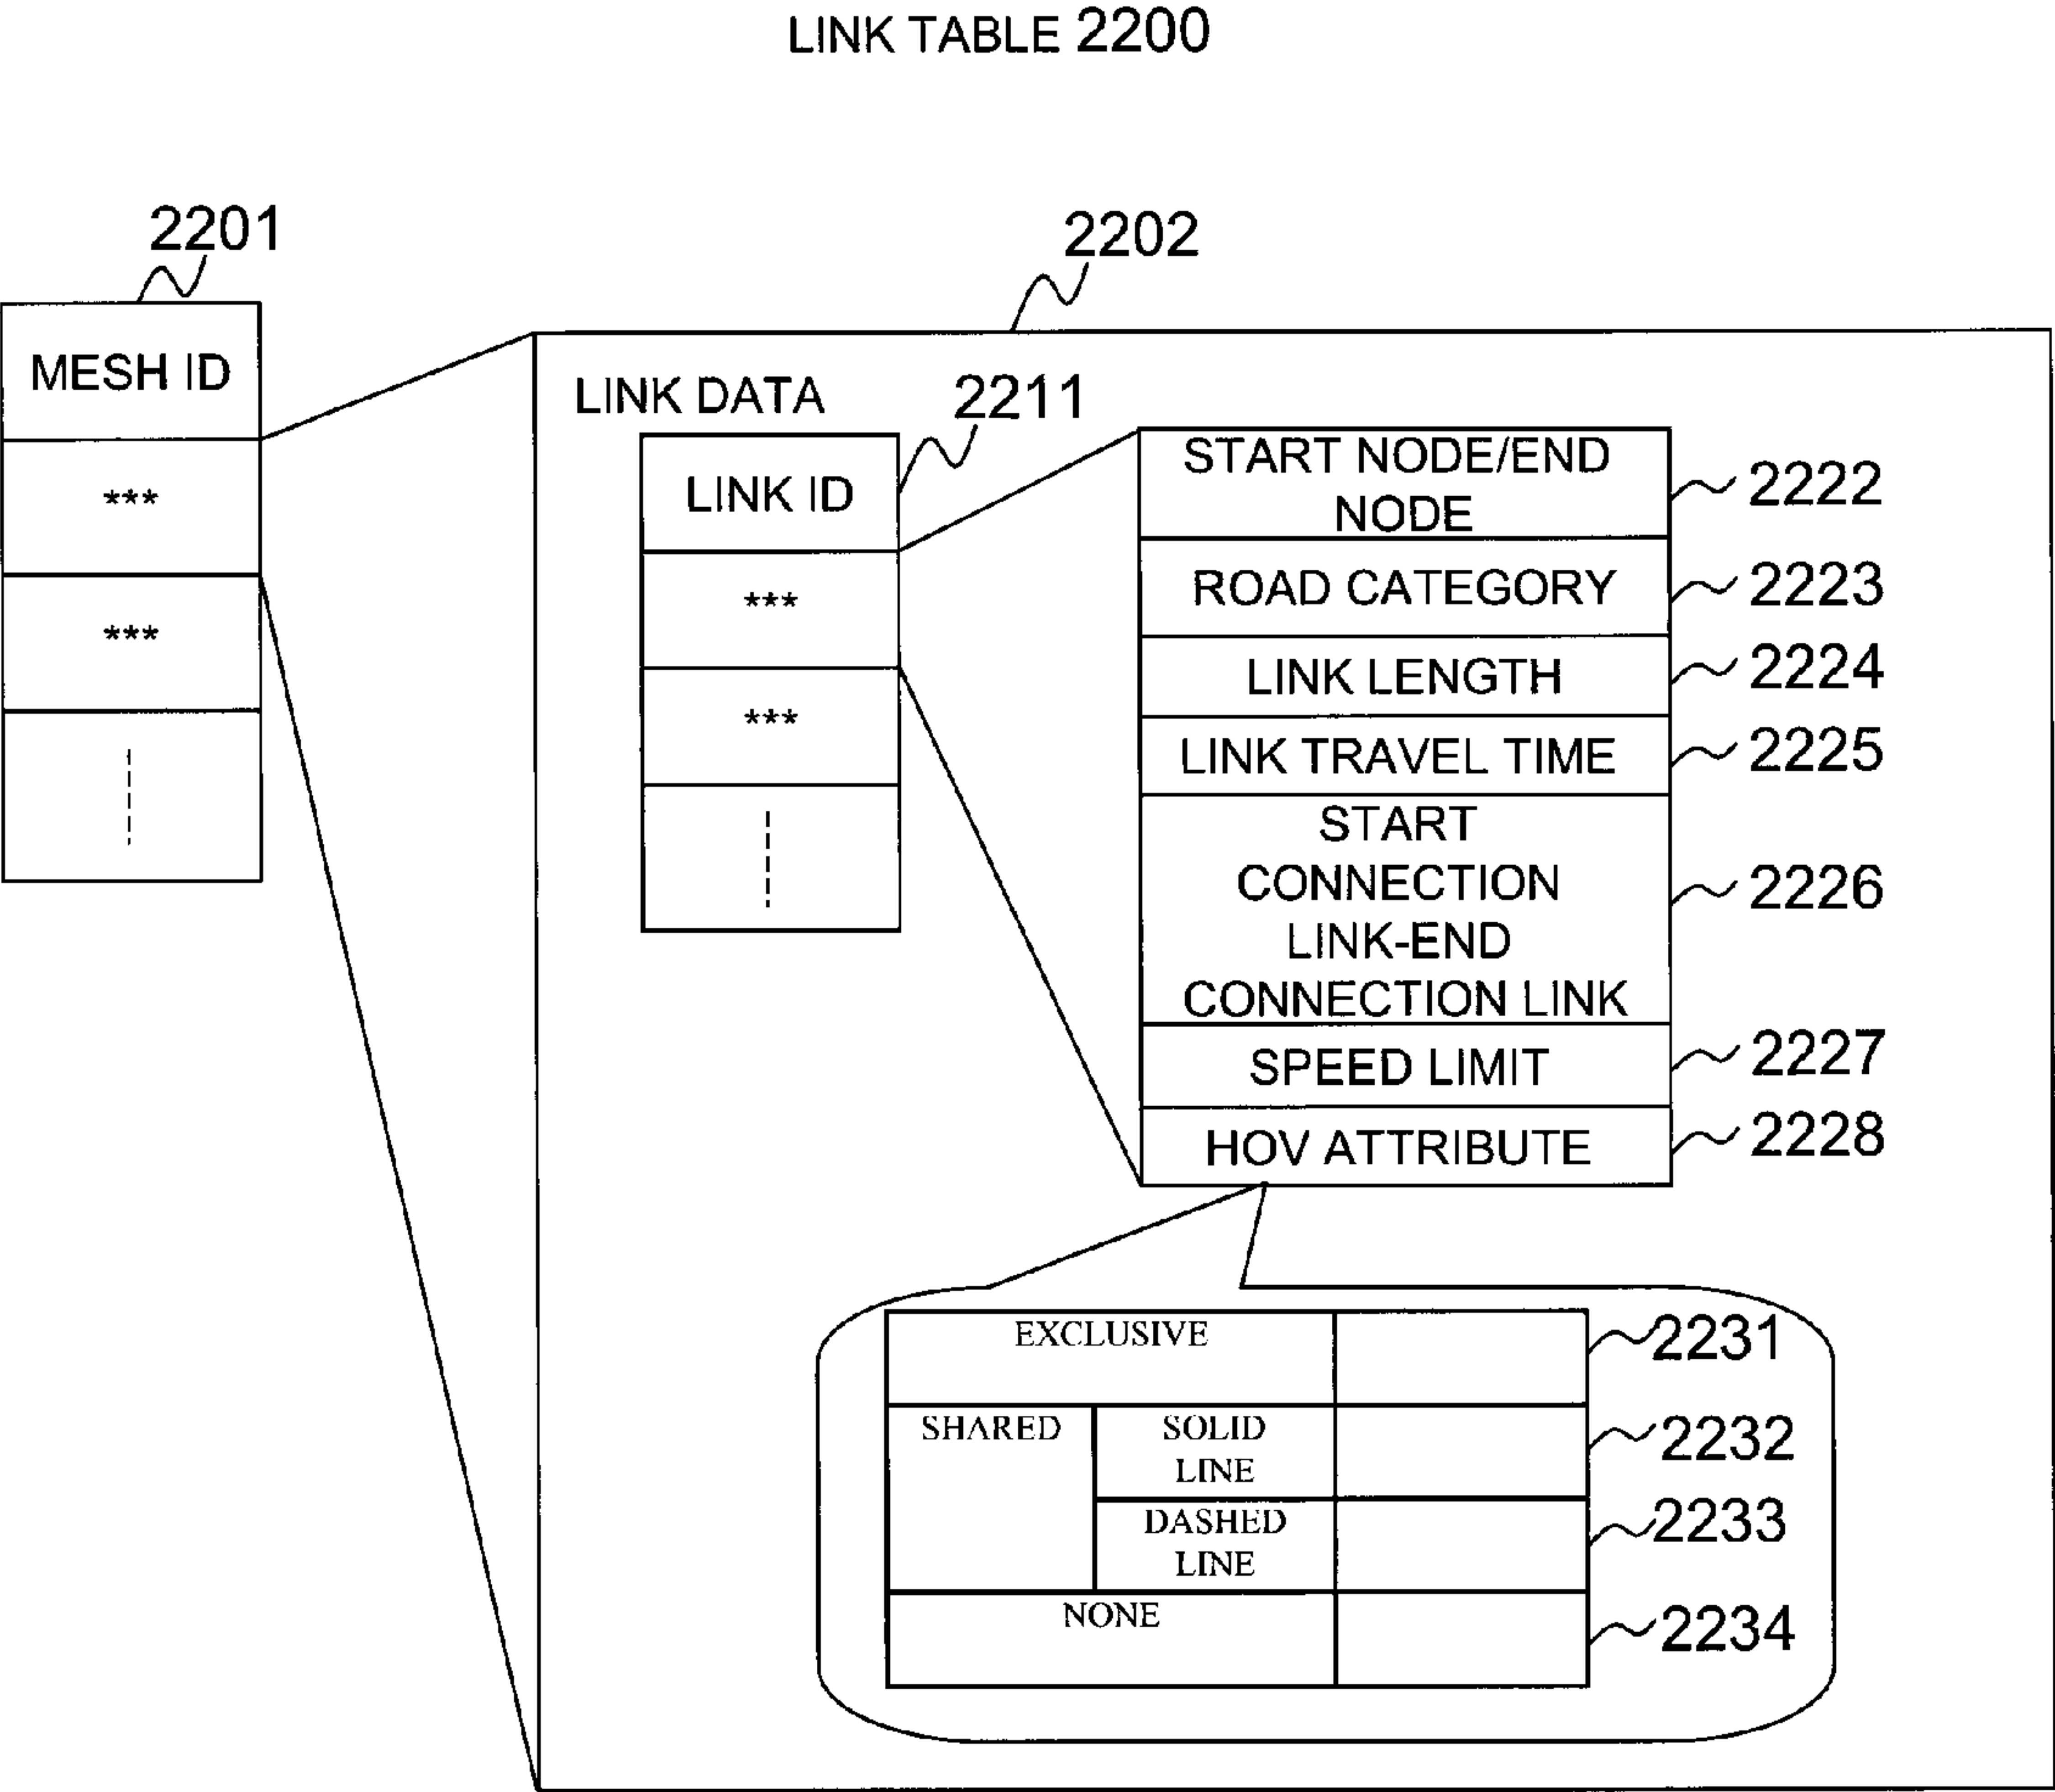 LINK TABLE 2200
2201
2202
MESH ID
***
***
LINK DATA
2211
LINK ID
***
***
START NODE/END
NODE
2222
ROAD CATEGORY
2223
LINK LENGTH
2224
LINK TRAVEL TIME
2225
START
CONNECTION
LINK-END
CONNECTION LINK
2226
SPEED LIMIT
2227
HOV ATTRIBUTE
2228
EXCLUSIVE
2231
SHARED
SOLID
LINE
2232
DASHED
LINE
2233
NONE
2234